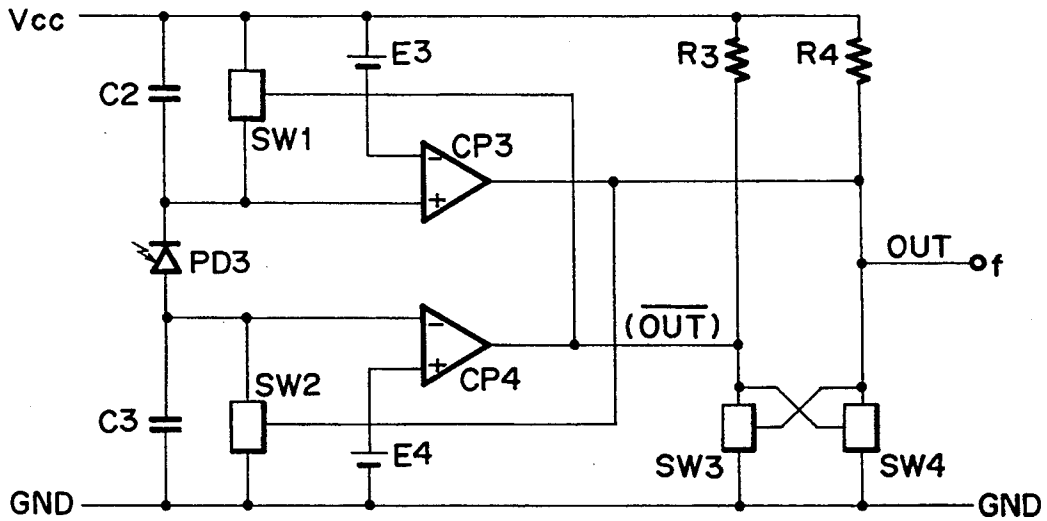 Vcc
E3
R3
R4
C2
SW1
CP3
−
+
PD3
OUT
f
(OUT)
−
+
CP4
SW2
C3
E4
SW3
SW4
GND
GND